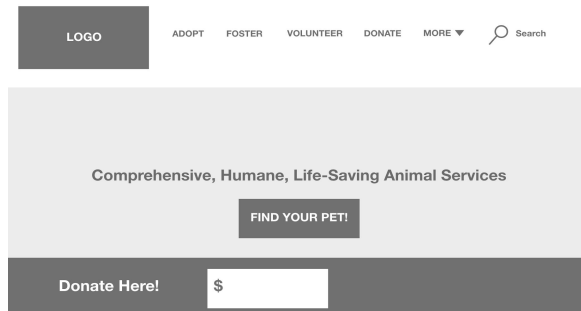 LOGO
ADOPT FOSTER VOLUNTEER DONATE MORE Search
Comprehensive, Humane, Life-Saving Animal Services
FIND YOUR PET!
Donate Here! $